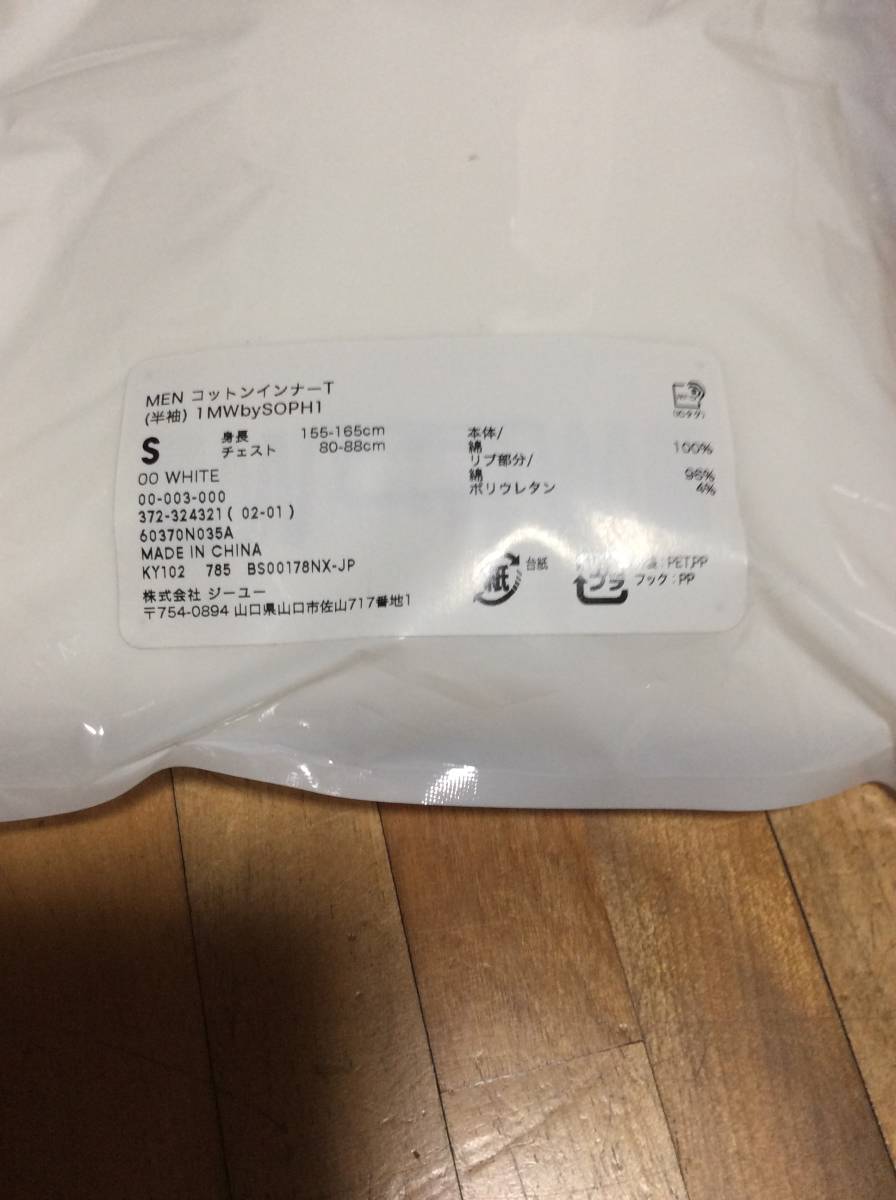 MEN コットンインナーT
(半袖) 1MWbySOPH1
S 身長 155-165cm
チェスト 80-88cm
00 WHITE
00-003-000
372-324321 ( 02-01 )
60370N035A
MADE IN CHINA
KY102 785 BS00178NX-JP
株式会社 ジーユー
〒754-0894 山口県山口市佐山717番地1
本体/
綿 100%
リブ部分/
綿 96%
ポリウレタン 4%
紙 台紙
プラ : PET,PP
フック : PP